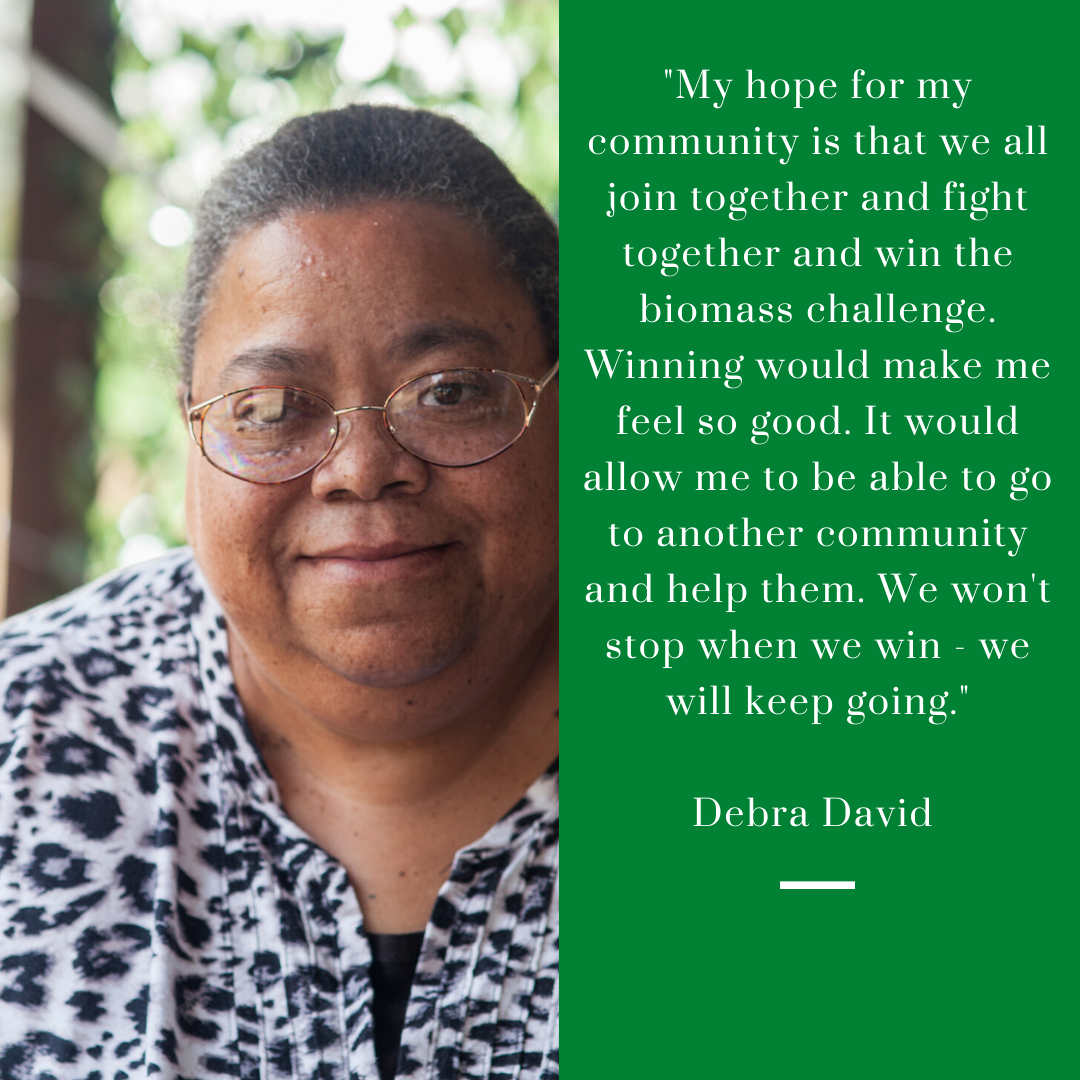 "My hope for my
community is that we all
join together and fight
together and win the
biomass challenge.
Winning would make me
feel so good. It would
allow me to be able to go
to another community
and help them. We won't
stop when we win - we
will keep going."
Debra David